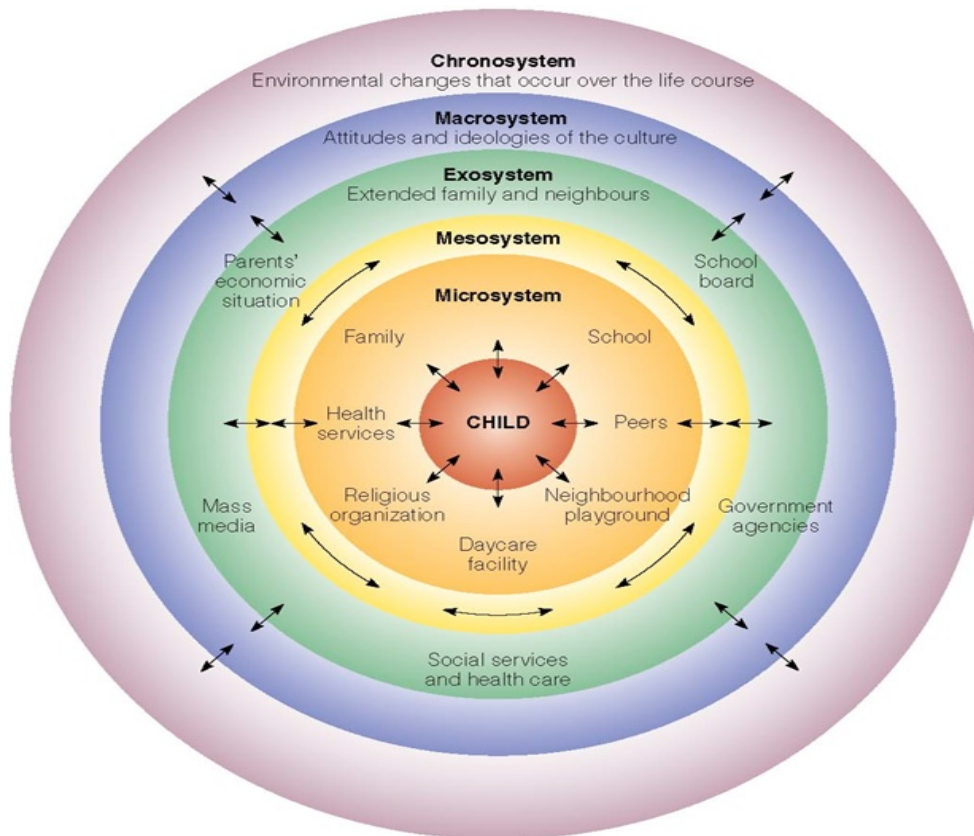 Chronosystem
Environmental changes that occur over the life course
Macrosystem
Attitudes and ideologies of the culture
Exosystem
Extended family and neighbours
Mesosystem
Parents'
economic
situation
School
board
Microsystem
Family
School
Health
services
CHILD
Peers
Religious
organization
Neighbourhood
playground
Mass
media
Government
agencies
Daycare
facility
Social services
and health care